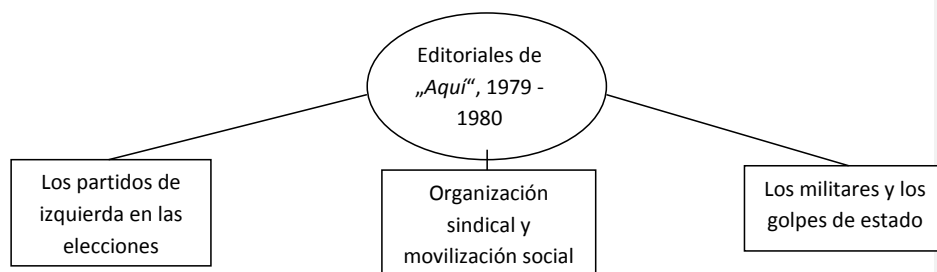 Editoriales de
„Aquí“, 1979 -
1980
Los partidos de
izquierda en las
elecciones
Organización
sindical y
movilización social
Los militares y los
golpes de estado